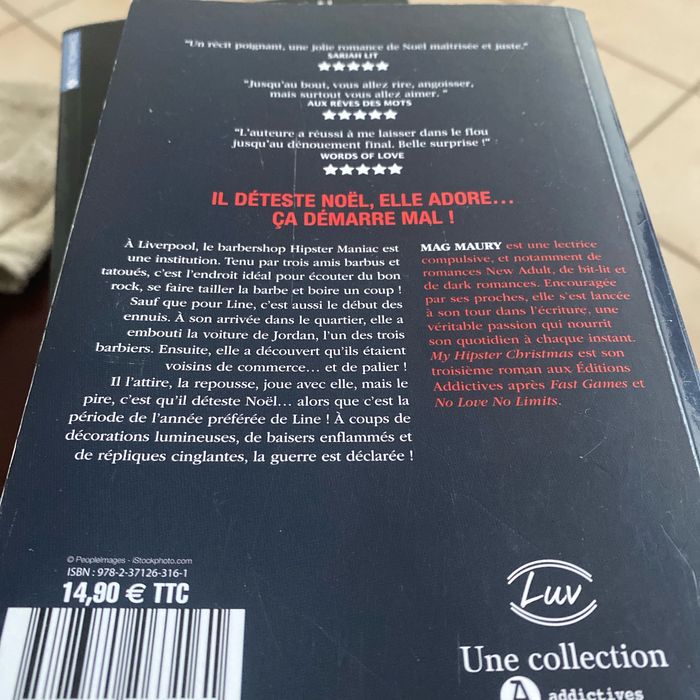 "Un récit poignant, une jolie romance de Noël maîtrisée et juste."
SARIAH LIT
"Jusqu'au bout, vous allez rire, angoisser,
mais surtout vous allez aimer. "
AUX RÊVES DES MOTS
"L'auteure a réussi à me laisser dans le flou
jusqu'au dénouement final. Belle surprise !"
WORDS OF LOVE
IL DÉTESTE NOËL, ELLE ADORE…
ÇA DÉMARRE MAL !
À Liverpool, le barbershop Hipster Maniac est
une institution. Tenu par trois amis barbus et
tatoués, c'est l'endroit idéal pour écouter du bon
rock, se faire tailler la barbe et boire un coup !
Sauf que pour Line, c'est aussi le début des
ennuis. À son arrivée dans le quartier, elle a
embouti la voiture de Jordan, l'un des trois
barbiers. Ensuite, elle a découvert qu'ils étaient
voisins de commerce… et de palier !
Il l'attire, la repousse, joue avec elle, mais le
pire, c'est qu'il déteste Noël… alors que c'est la
période de l'année préférée de Line ! À coups de
décorations lumineuses, de baisers enflammés et
de répliques cinglantes, la guerre est déclarée !
MAG MAURY est une lectrice
compulsive, et notamment de
romances New Adult, de bit-lit et
de dark romances. Encouragée
par ses proches, elle s'est lancée
à son tour dans l'écriture, une
véritable passion qui nourrit
son quotidien à chaque instant.
My Hipster Christmas est son
troisième roman aux Éditions
Addictives après Fast Games et
No Love No Limits.
© PeopleImages - iStockphoto.com
ISBN : 978-2-37126-316-1
14,90 € TTC
Luv
Une collection
addictives